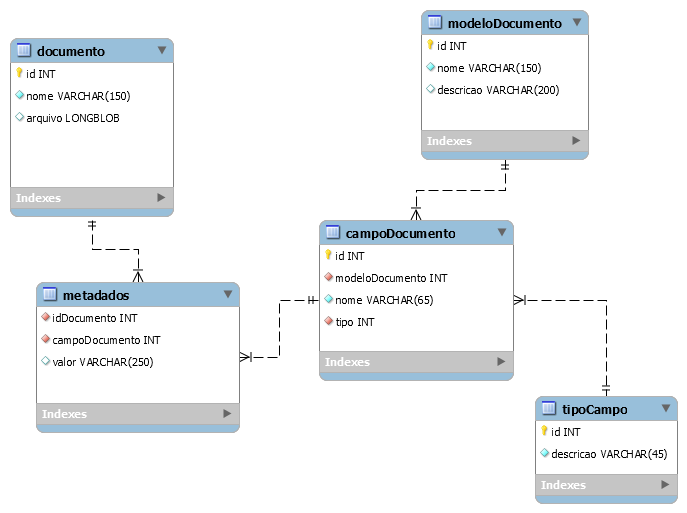 documento
id INT
nome VARCHAR(150)
arquivo LONGBLOB
Indexes
modeloDocumento
id INT
nome VARCHAR(150)
descricao VARCHAR(200)
Indexes
campoDocumento
id INT
modeloDocumento INT
nome VARCHAR(65)
tipo INT
Indexes
metadados
idDocumento INT
campoDocumento INT
valor VARCHAR(250)
Indexes
tipoCampo
id INT
descricao VARCHAR(45)
Indexes